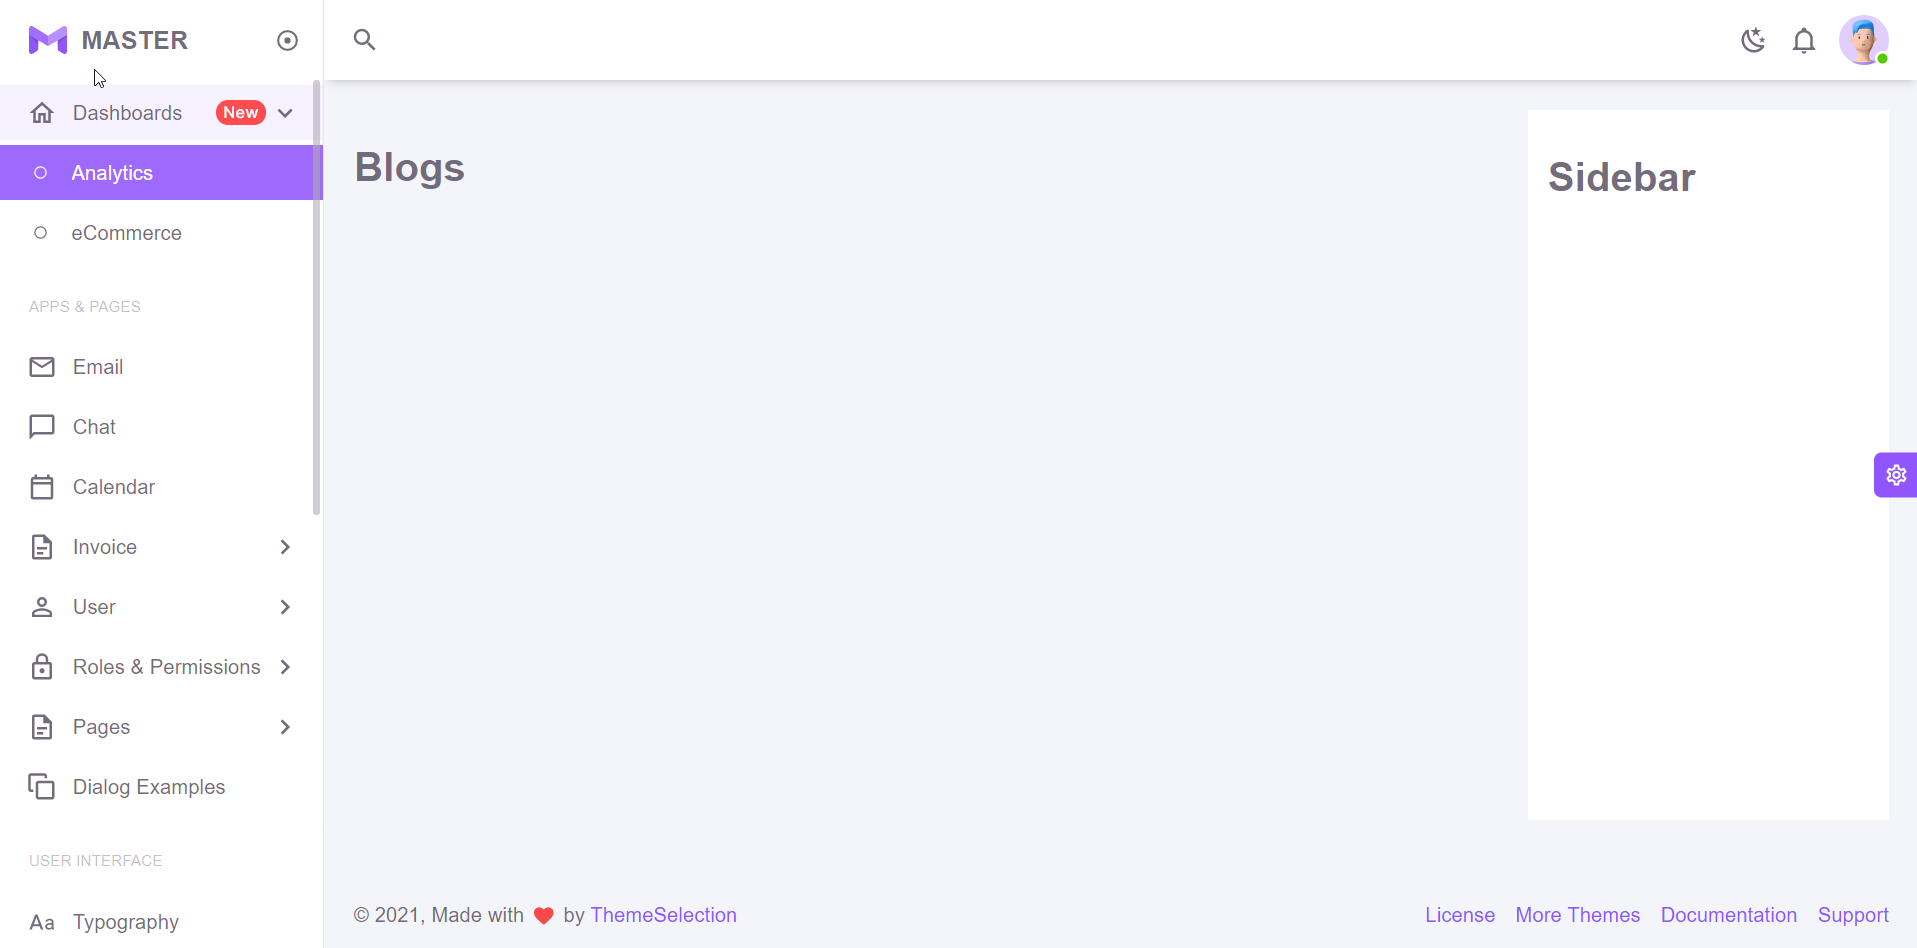 MASTER
Dashboards New
Analytics
eCommerce
APPS & PAGES
Email
Chat
Calendar
Invoice
User
Roles & Permissions
Pages
Dialog Examples
USER INTERFACE
Aa Typography
Blogs
Sidebar
© 2021, Made with by ThemeSelection
License More Themes Documentation Support